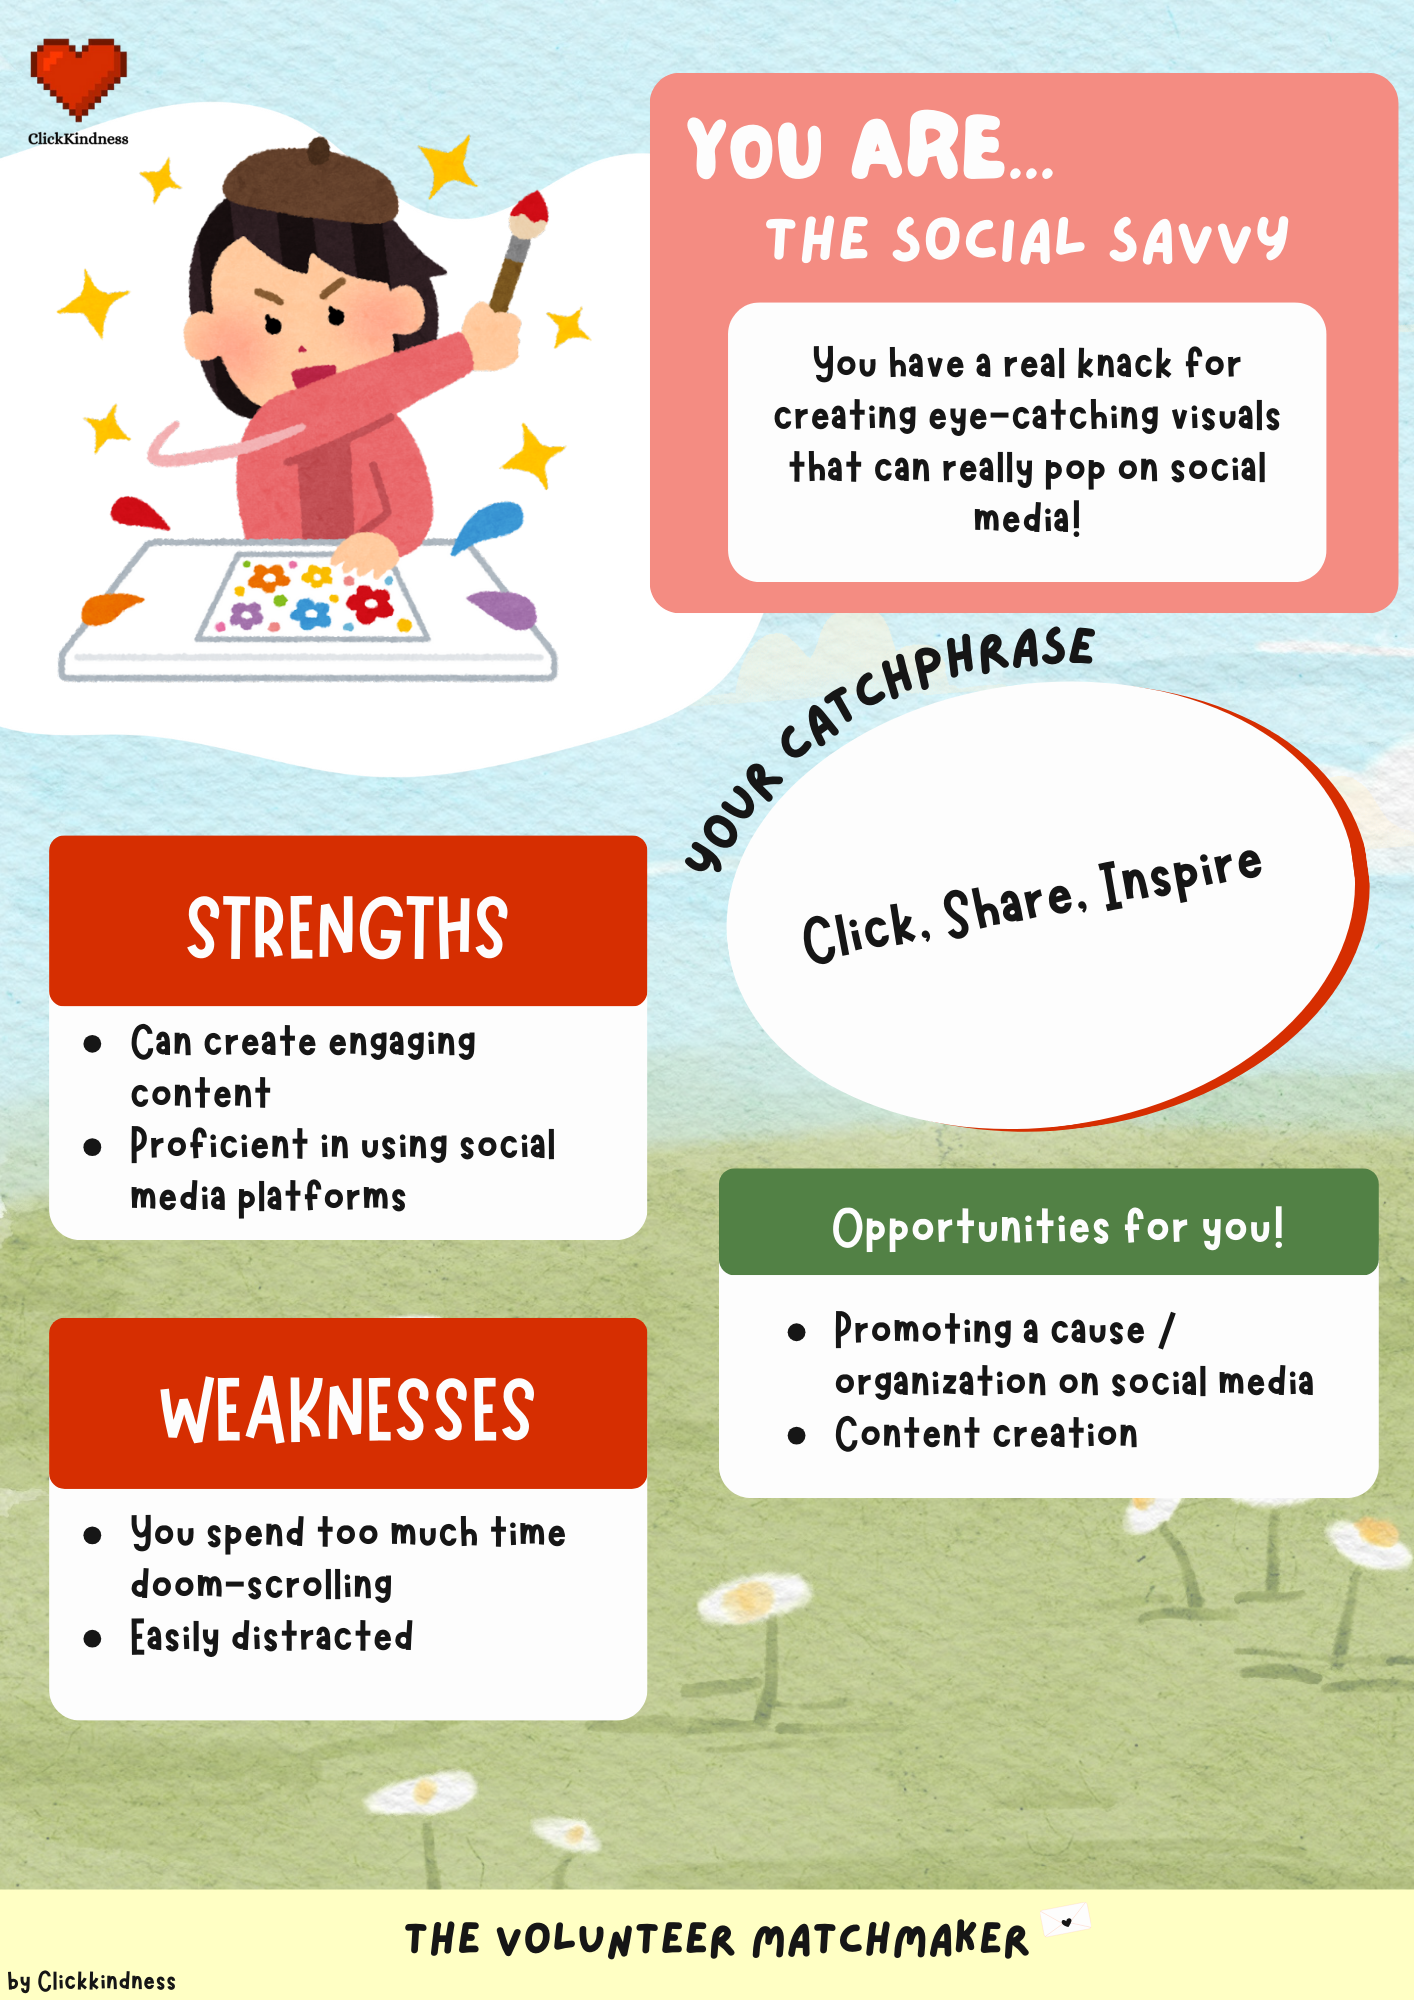 ClickKindness
YOU ARE...
THE SOCIAL SAVVY
You have a real knack for
creating eye-catching visuals
that can really pop on social
media!
YOUR CATCHPHRASE
Click, Share, Inspire
STRENGTHS
• Can create engaging
content
• Proficient in using social
media platforms
WEAKNESSES
• You spend too much time
doom-scrolling
• Easily distracted
Opportunities for you!
• Promoting a cause /
organization on social media
• Content creation
THE VOLUNTEER MATCHMAKER
by Clickkindness